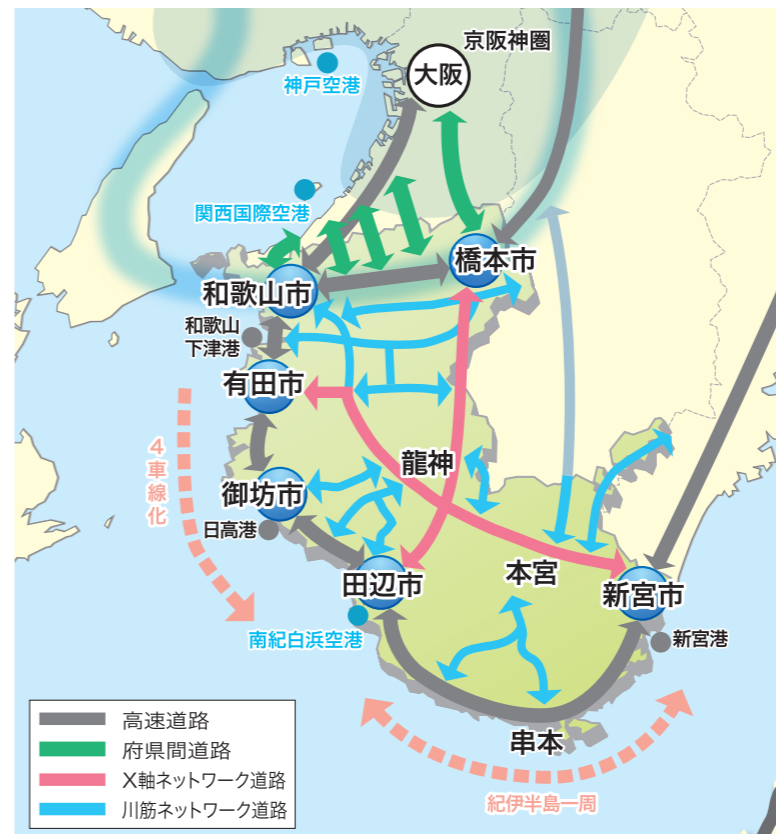 京阪神圏
大阪
神戸空港
関西国際空港
橋本市
和歌山市
和歌山
下津港
有田市
4車線化
龍神
御坊市
日高港
本宮
田辺市
新宮市
南紀白浜空港
新宮港
串本
紀伊半島一周
高速道路
府県間道路
X軸ネットワーク道路
川筋ネットワーク道路